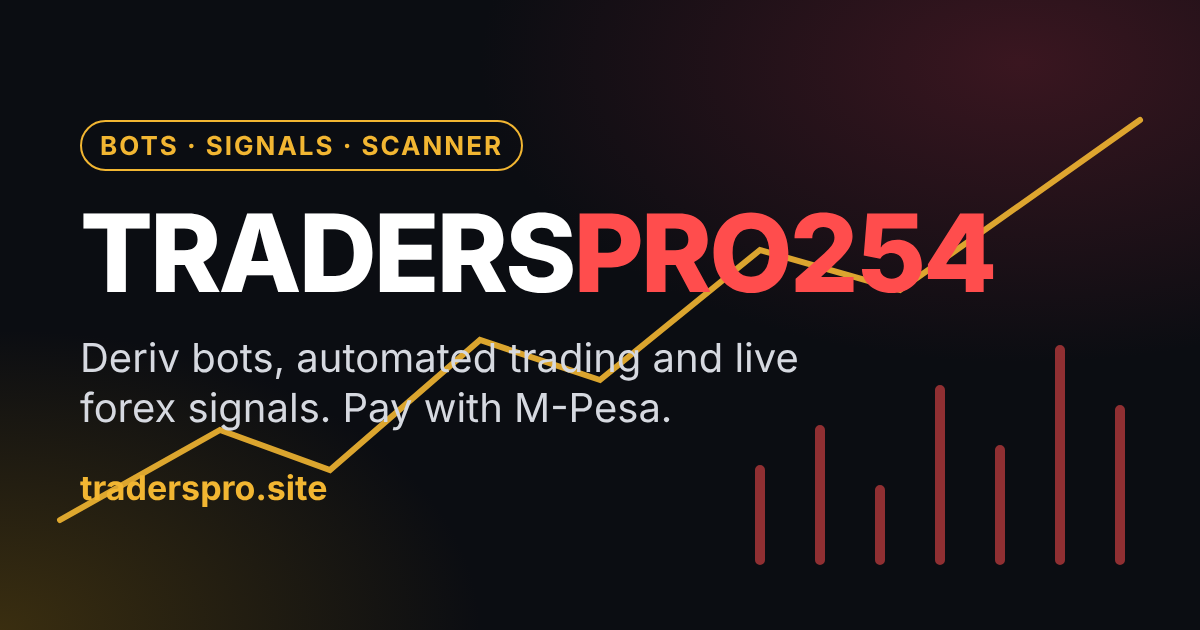 BOTS · SIGNALS · SCANNER
TRADERSPRO254
Deriv bots, automated trading and live
forex signals. Pay with M-Pesa.
traderspro.site